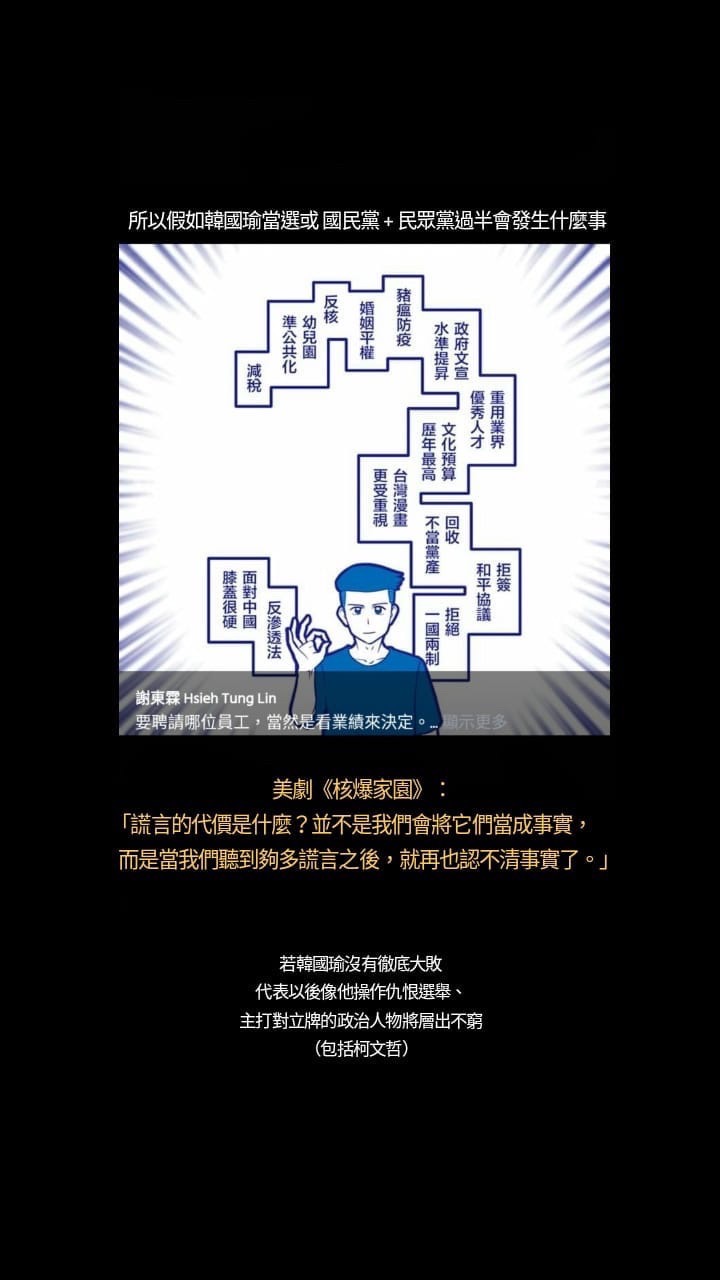 所以假如韓國瑜當選或 國民黨 + 民眾黨過半會發生什麼事
減稅
幼兒園
準公共化
反核
婚姻平權
豬瘟防疫
政府文宣
水準提昇
重用業界
優秀人才
文化預算
歷年最高
台灣漫畫
更受重視
回收
不當黨產
拒簽
和平協議
拒絕
一國兩制
反滲透法
面對中國
膝蓋很硬
謝東霖 Hsieh Tung Lin
要聘請哪位員工，當然是看業績來決定。... 顯示更多
美劇《核爆家園》：
「謊言的代價是什麼？並不是我們會將它們當成事實，
而是當我們聽到夠多謊言之後，就再也認不清事實了。」
若韓國瑜沒有徹底大敗
代表以後像他操作仇恨選舉、
主打對立牌的政治人物將層出不窮
（包括柯文哲）